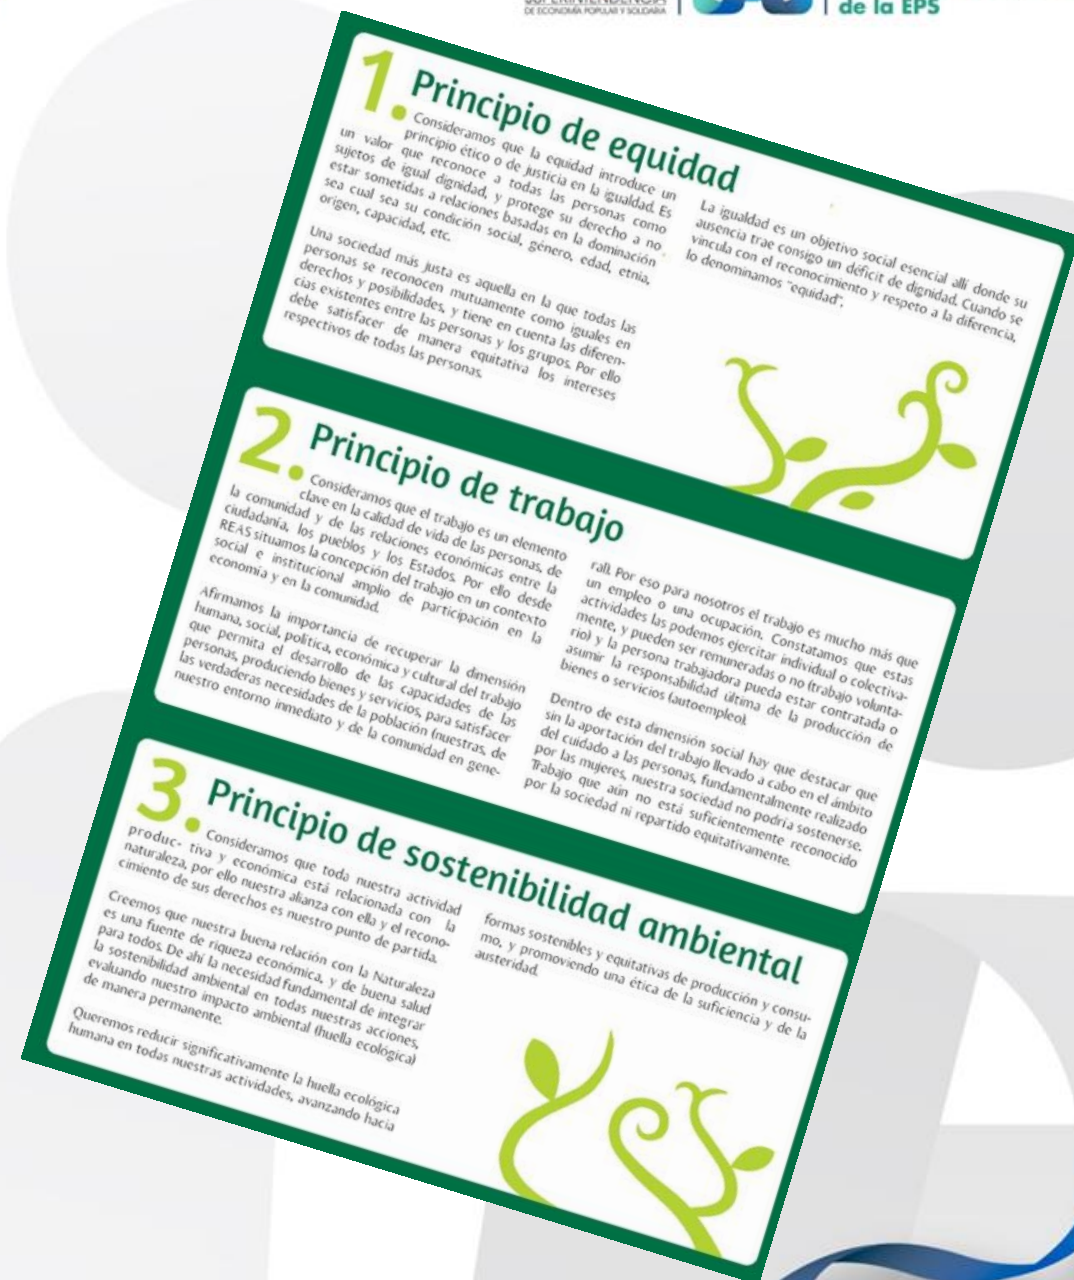 SUPERINTENDENCIA
DE ECONOMÍA POPULAR Y SOLIDARIA
de la EPS
1. Principio de equidad
Consideramos que la equidad introduce un
principio ético o de justicia en la igualdad. Es
un valor que reconoce a todas las personas como
sujetos de igual dignidad, y protege su derecho a no
estar sometidas a relaciones basadas en la dominación
sea cual sea su condición social, género, edad, etnia,
origen, capacidad, etc.
Una sociedad más justa es aquella en la que todas las
personas se reconocen mutuamente como iguales en
derechos y posibilidades, y tiene en cuenta las diferen-
cias existentes entre las personas y los grupos. Por ello
debe satisfacer de manera equitativa los intereses
respectivos de todas las personas.
La igualdad es un objetivo social esencial allí donde su
ausencia trae consigo un déficit de dignidad. Cuando se
vincula con el reconocimiento y respeto a la diferencia,
lo denominamos "equidad".
2. Principio de trabajo
Consideramos que el trabajo es un elemento
clave en la calidad de vida de las personas, de
la comunidad y de las relaciones económicas entre la
ciudadanía, los pueblos y los Estados. Por ello desde
REAS situamos la concepción del trabajo en un contexto
social e institucional amplio de participación en la
economía y en la comunidad.
Afirmamos la importancia de recuperar la dimensión
humana, social, política, económica y cultural del trabajo
que permita el desarrollo de las capacidades de las
personas, produciendo bienes y servicios, para satisfacer
las verdaderas necesidades de la población (nuestras, de
nuestro entorno inmediato y de la comunidad en gene-
ral). Por eso para nosotros el trabajo es mucho más que
un empleo o una ocupación. Constatamos que estas
actividades las podemos ejercitar individual o colectiva-
mente, y pueden ser remuneradas o no (trabajo volunta-
rio) y la persona trabajadora pueda estar contratada o
asumir la responsabilidad última de la producción de
bienes o servicios (autoempleo).
Dentro de esta dimensión social hay que destacar que
sin la aportación del trabajo llevado a cabo en el ámbito
del cuidado a las personas, fundamentalmente realizado
por las mujeres, nuestra sociedad no podría sostenerse.
Trabajo que aún no está suficientemente reconocido
por la sociedad ni repartido equitativamente.
3. Principio de sostenibilidad ambiental
Consideramos que toda nuestra actividad
produc- tiva y económica está relacionada con la
naturaleza, por ello nuestra alianza con ella y el recono-
cimiento de sus derechos es nuestro punto de partida.
Creemos que nuestra buena relación con la Naturaleza
es una fuente de riqueza económica, y de buena salud
para todos. De ahí la necesidad fundamental de integrar
la sostenibilidad ambiental en todas nuestras acciones,
evaluando nuestro impacto ambiental (huella ecológica)
de manera permanente.
Queremos reducir significativamente la huella ecológica
humana en todas nuestras actividades, avanzando hacia
formas sostenibles y equitativas de producción y consu-
mo, y promoviendo una ética de la suficiencia y de la
austeridad.